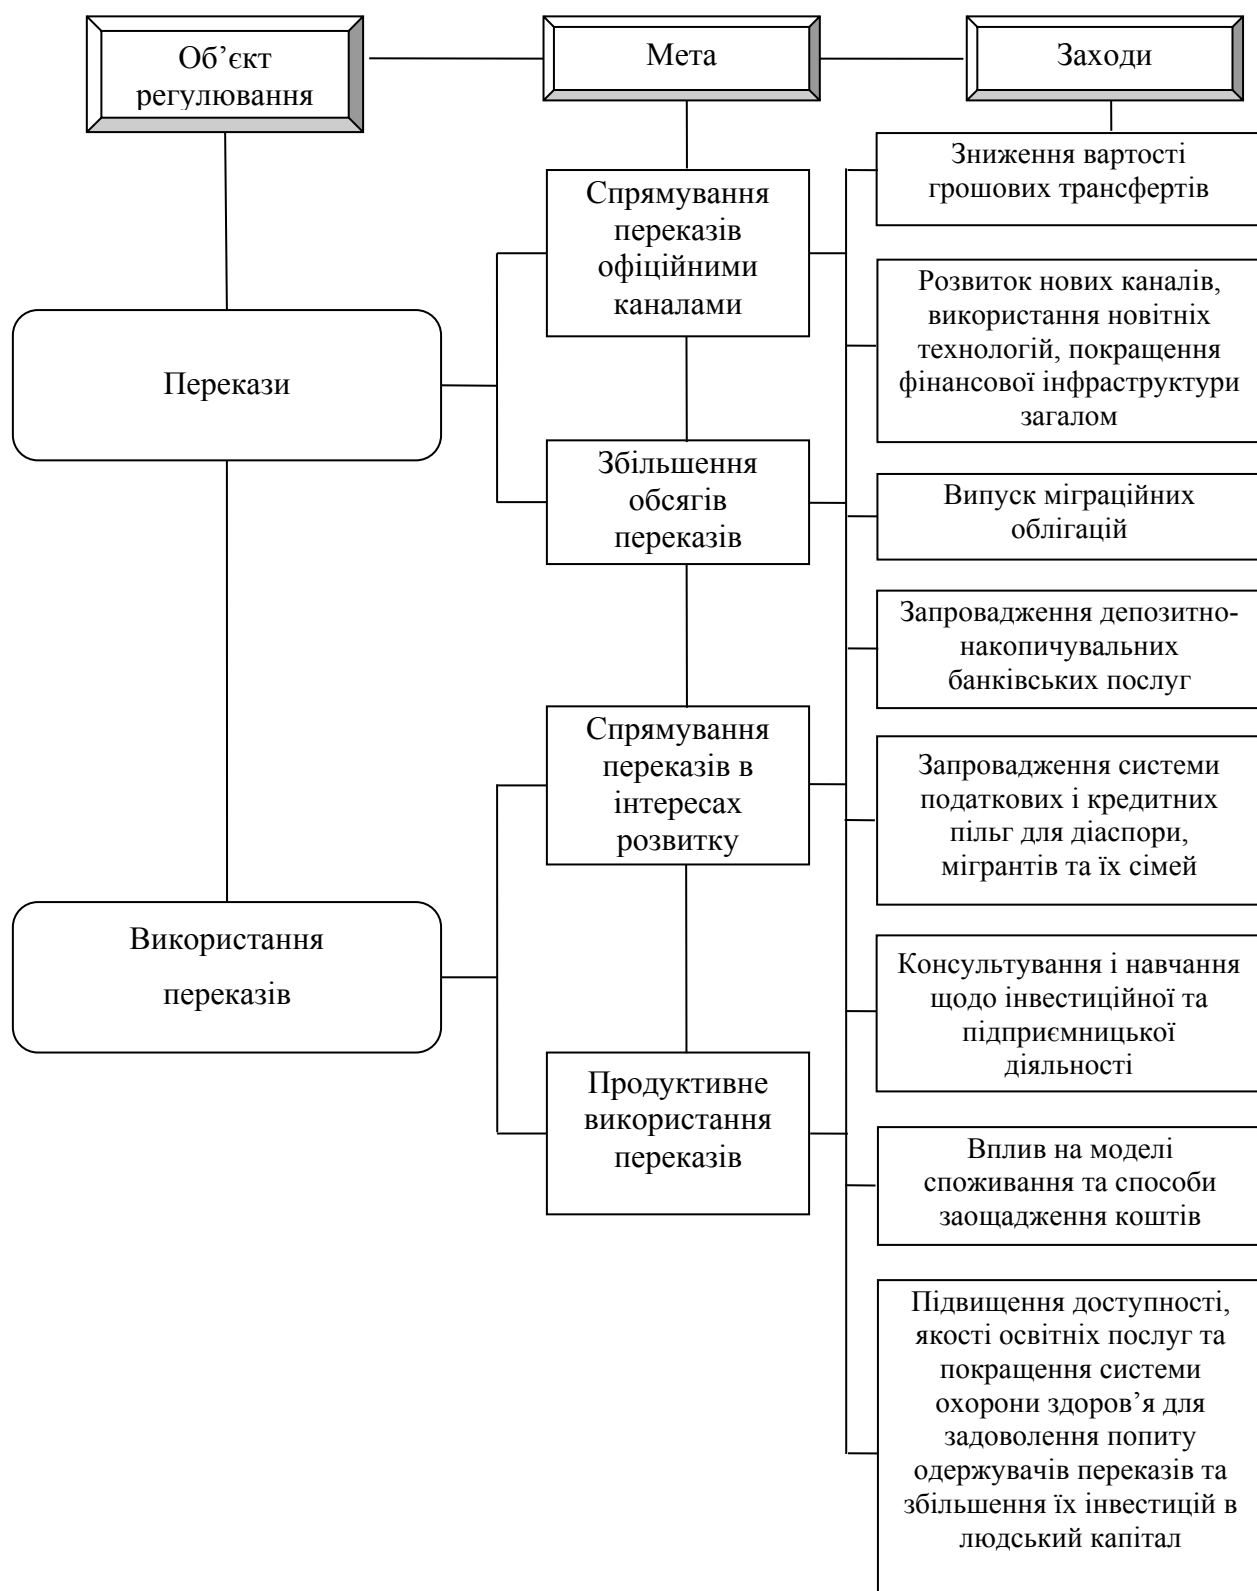 Об’єкт
регулювання
Мета
Заходи
Перекази
Використання
переказів
Спрямування
переказів
офіційними
каналами
Збільшення
обсягів
переказів
Спрямування
переказів в
інтересах
розвитку
Продуктивне
використання
переказів
Зниження вартості
грошових трансфертів
Розвиток нових каналів,
використання новітніх
технологій, покращення
фінансової інфраструктури
загалом
Випуск міграційних
облігацій
Запровадження депозитно-
накопичувальних
банківських послуг
Запровадження системи
податкових і кредитних
пільг для діаспори,
мігрантів та їх сімей
Консультування і навчання
щодо інвестиційної та
підприємницької
діяльності
Вплив на моделі
споживання та способи
заощадження коштів
Підвищення доступності,
якості освітніх послуг та
покращення системи
охорони здоров’я для
задоволення попиту
одержувачів переказів та
збільшення їх інвестицій в
людський капітал